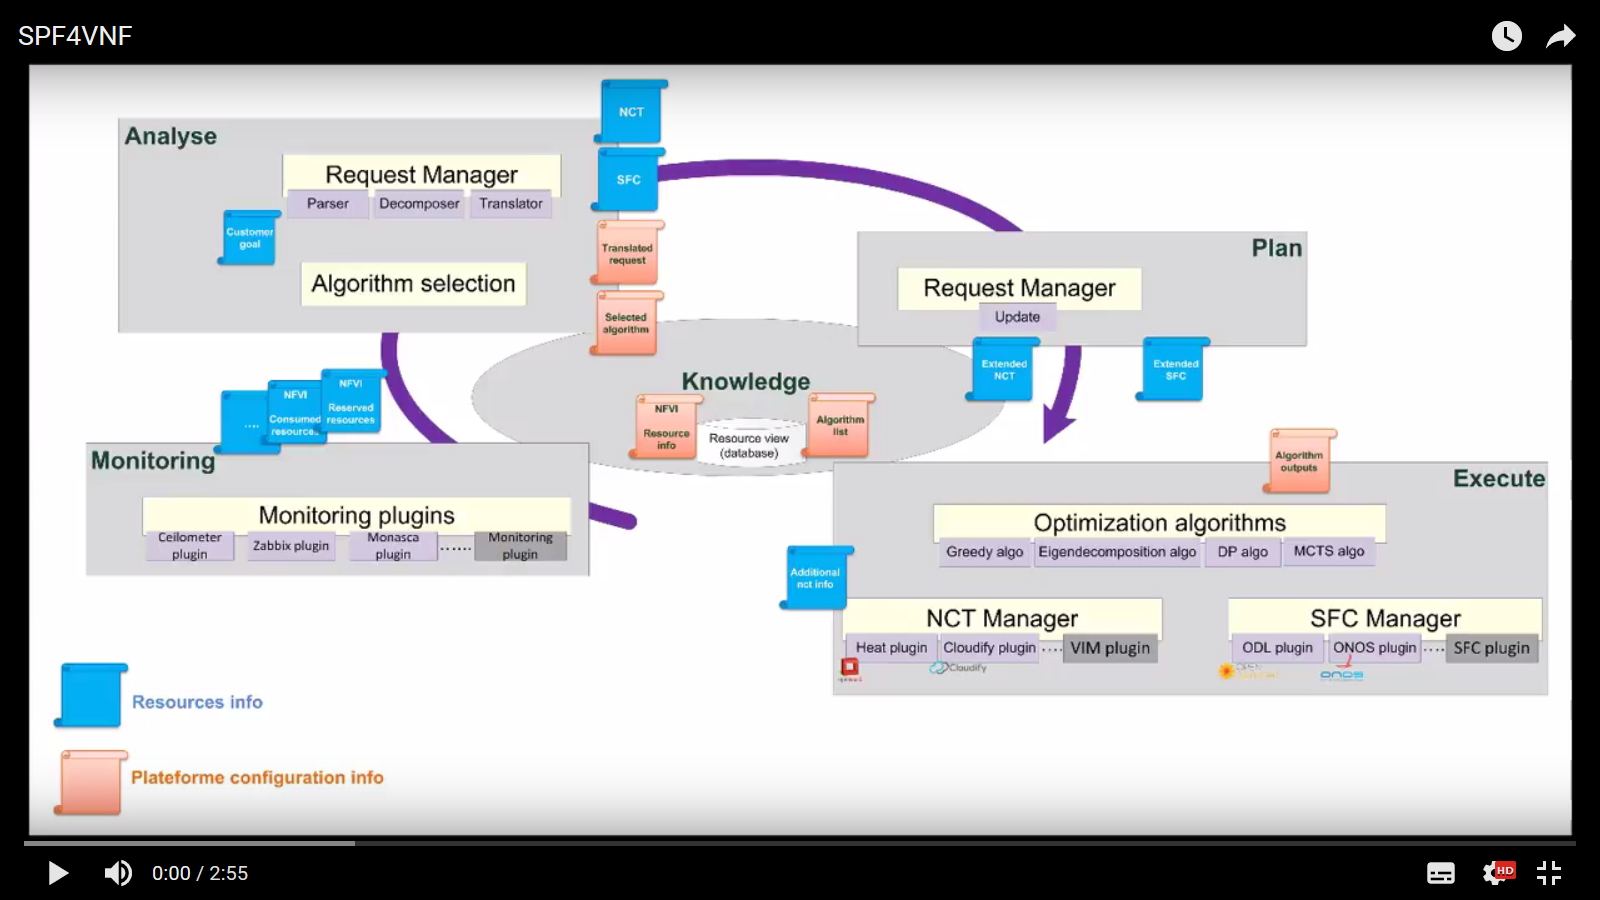 SPF4VNF
NCT
Analyse
Request Manager
Parser
Decomposer
Translator
SFC
Customer
goal
Translated
request
Algorithm selection
Selected
algorithm
Plan
Request Manager
Update
Extended
NCT
Extended
SFC
Knowledge
NFVI
Resource
info
Resource view
(database)
Algorithm
list
....
NFVI
Consumed
resources
NFVI
Reserved
resources
Monitoring
Monitoring plugins
Ceilometer
plugin
Zabbix plugin
Monasca
plugin
.......
Monitoring
plugin
Algorithm
outputs
Execute
Optimization algorithms
Greedy algo
Eigendecomposition algo
DP algo
MCTS algo
Additional
nct info
NCT Manager
Heat plugin
Cloudify plugin
....
VIM plugin
Cloudify
SFC Manager
ODL plugin
ONOS plugin
....
SFC plugin
OPEN
onos
Resources info
Plateforme configuration info
0:00 / 2:55
HD